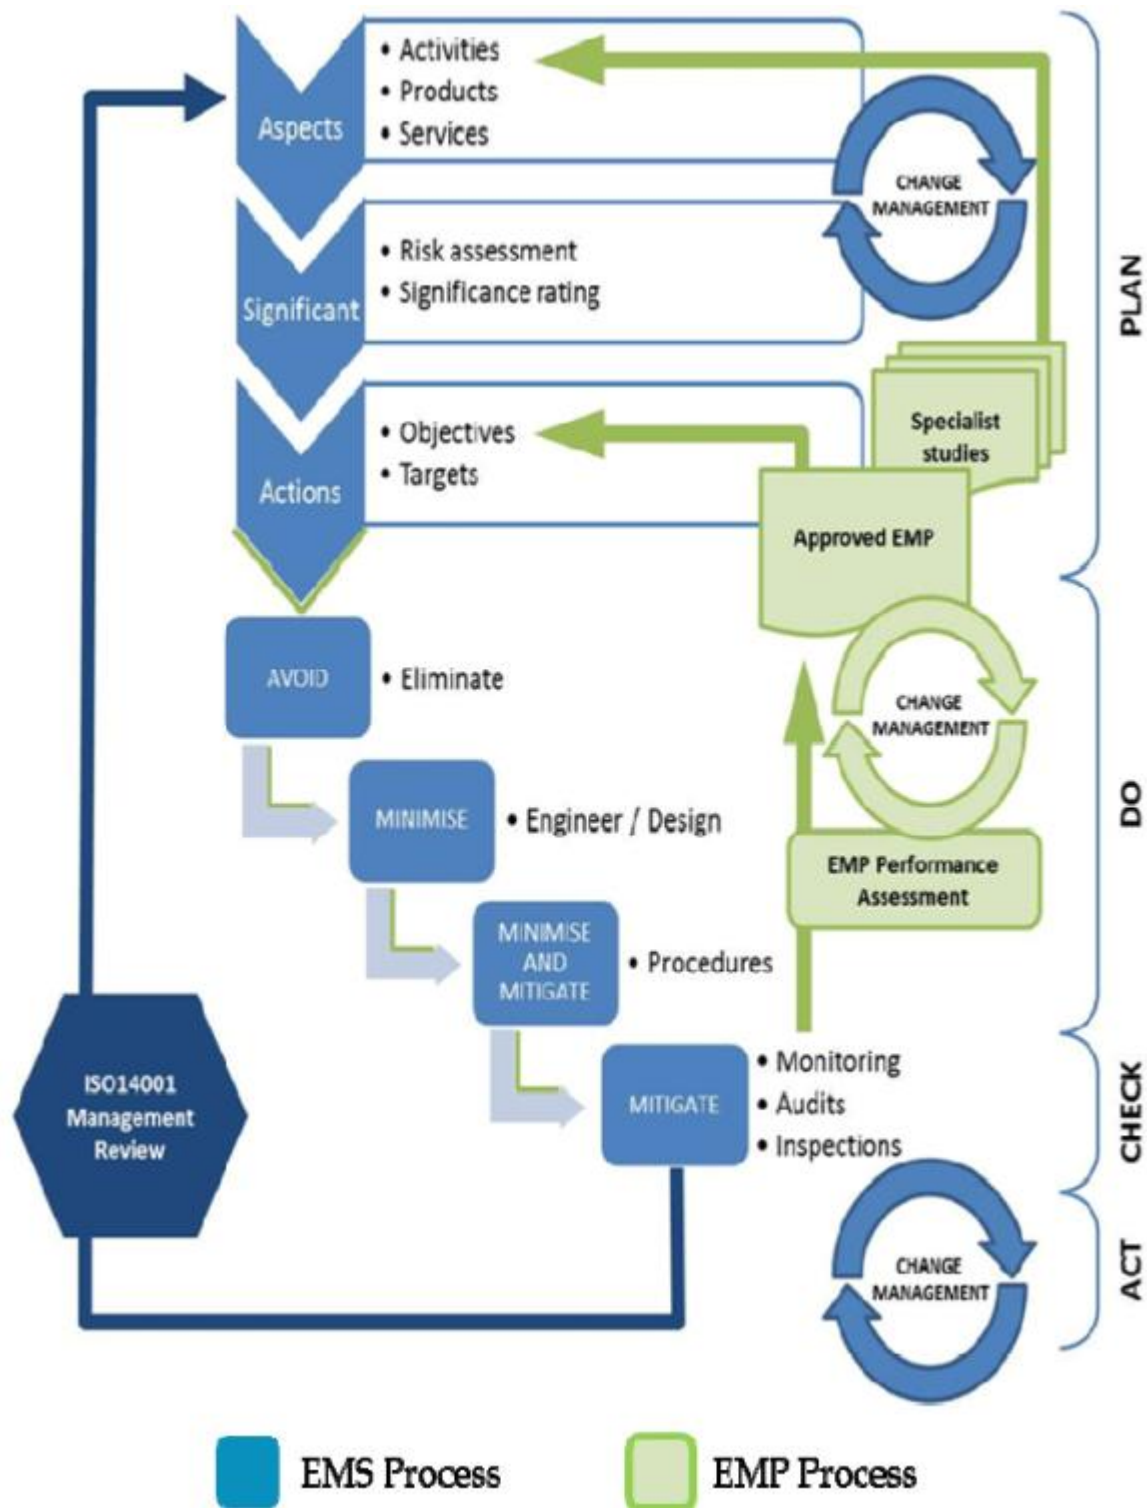 Aspects
• Activities
• Products
• Services
CHANGE
MANAGEMENT
PLAN
Significant
• Risk assessment
• Significance rating
Specialist
studies
Actions
• Objectives
• Targets
Approved EMP
AVOID
• Eliminate
CHANGE
MANAGEMENT
DO
MINIMISE
• Engineer / Design
EMP Performance
Assessment
MINIMISE
AND
MITIGATE
• Procedures
ISO14001
Management
Review
MITIGATE
• Monitoring
• Audits
• Inspections
CHECK
CHANGE
MANAGEMENT
ACT
EMS Process
EMP Process